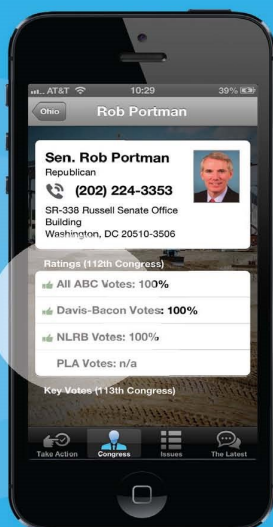 AT&T 10:29 39%
Ohio Rob Portman
Sen. Rob Portman
Republican
(202) 224-3353
SR-338 Russell Senate Office
Building
Washington, DC 20510-3506
Ratings (112th Congress)
All ABC Votes: 100%
Davis-Bacon Votes: 100%
NLRB Votes: 100%
PLA Votes: n/a
Key Votes (113th Congress)
Take Action Congress Issues The Latest